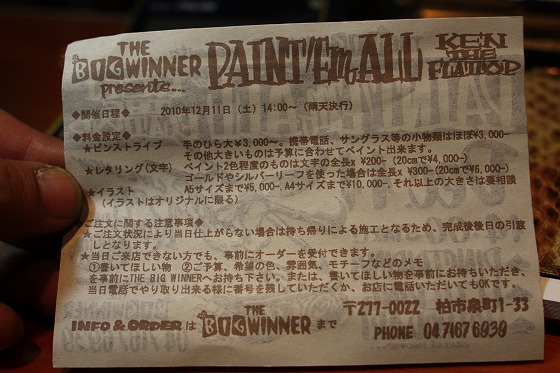 THE BIG WINNER presents... PAINT'EM ALL KEN THE FLATTOP
◆開催日程◆ 2010年12月11日(土)14:00〜(雨天決行)
◆料金設定◆
★ピンストライプ 手のひら大¥3,000〜。携帯電話、サングラス等の小物類はほぼ¥3,000-
その他大きいものは予算に合わせてペイント出来ます。
★レタリング(文字) ペイント2色程度のものは文字の全長x ¥200-(20cmで¥4,000-)
ゴールドやシルバーリーフを使った場合は全長x ¥300-(20cmで¥6,000-)
★イラスト A5サイズまで¥5,000-、A4サイズまで¥10,000-、それ以上の大きさは要相談
(イラストはオリジナルに限る)
ご注文に関する注意事項◆
ご注文状況により当日仕上がらない場合は持ち帰りによる施工となるため、完成後後日の引渡
しとなります。
★当日ご来店できない方でも、事前にオーダーを受付できます。
①書いてほしい物 ②ご予算、希望の色、雰囲気、モチーフなどのメモ
を事前にTHE BIG WINNERへお持ち下さい。または、書いてほしい物を事前にお持ちいただき、
当日電話でやり取り出来る様に番号を残していただくか、お店に頂いただいてもOKです。
INFO & ORDER は THE BIG WINNER まで 〒277-0022 柏市泉町1-33
PHONE 04 7167 6939